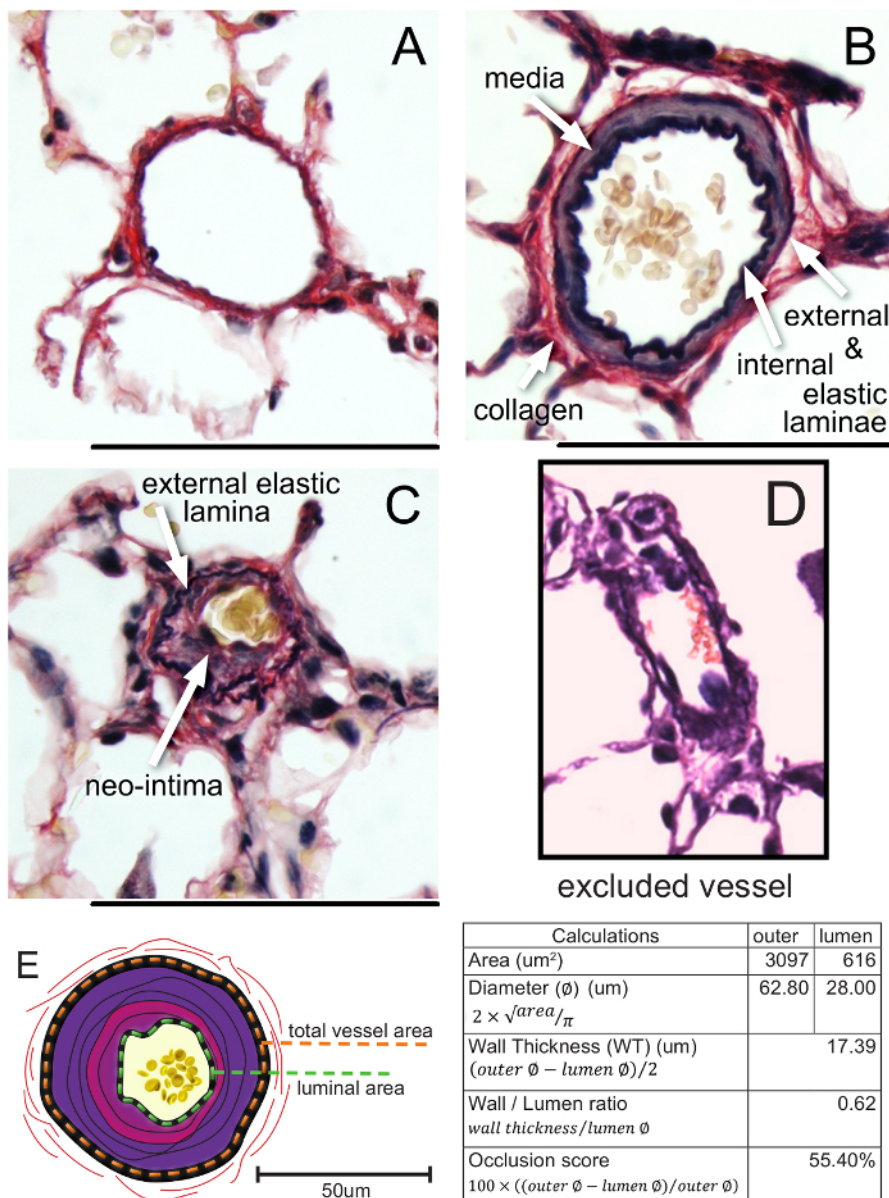 A
B
media
external
&
internal
elastic
laminae
collagen
C
external elastic
lamina
neo-intima
D
excluded vessel
E
total vessel area
luminal area
50um
Calculations outer lumen
Area (um²) 3097 616
Diameter (ø) (um) 62.80 28.00
2 × √area/π
Wall Thickness (WT) (um) 17.39
(outer ø − lumen ø)/2
Wall / Lumen ratio 0.62
wall thickness/lumen ø
Occlusion score 55.40%
100 × ((outer ø − lumen ø)/outer ø)